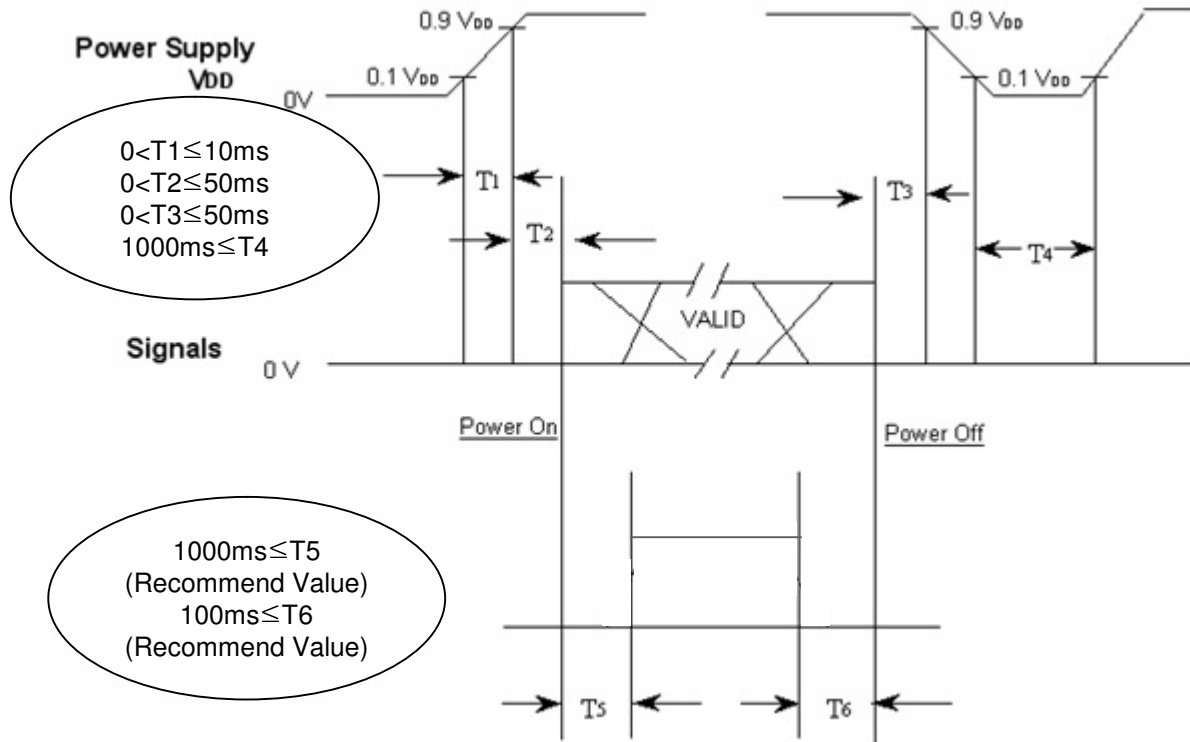 0.9 VDD
0.9 VDD
Power Supply
VDD
0.1 VDD
0.1 VDD
0V
0<T1≦10ms
0<T2≦50ms
0<T3≦50ms
1000ms≦T4
T1
T3
T2
T4
VALID
Signals
0 V
Power On
Power Off
1000ms≦T5
(Recommend Value)
100ms≦T6
(Recommend Value)
T5
T6